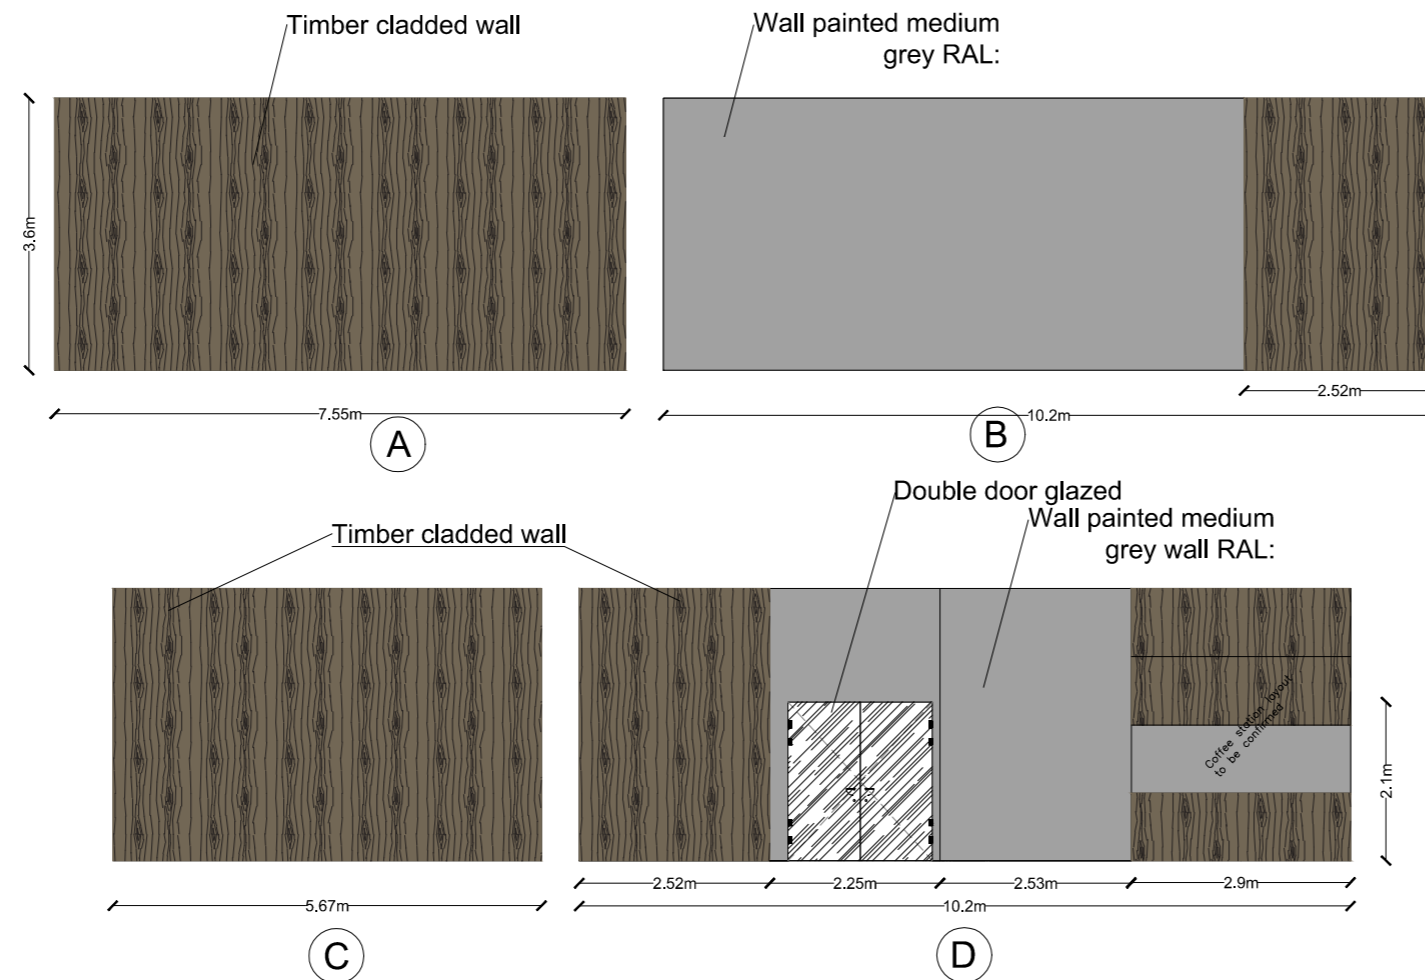 Timber cladded wall
Wall painted medium
grey RAL:
3.6m
7.55m
A
2.52m
10.2m
B
Double door glazed
Wall painted medium
grey wall RAL:
Timber cladded wall
Coffee station layout
to be confirmed
2.1m
5.67m
C
2.52m
2.25m
2.53m
2.9m
10.2m
D